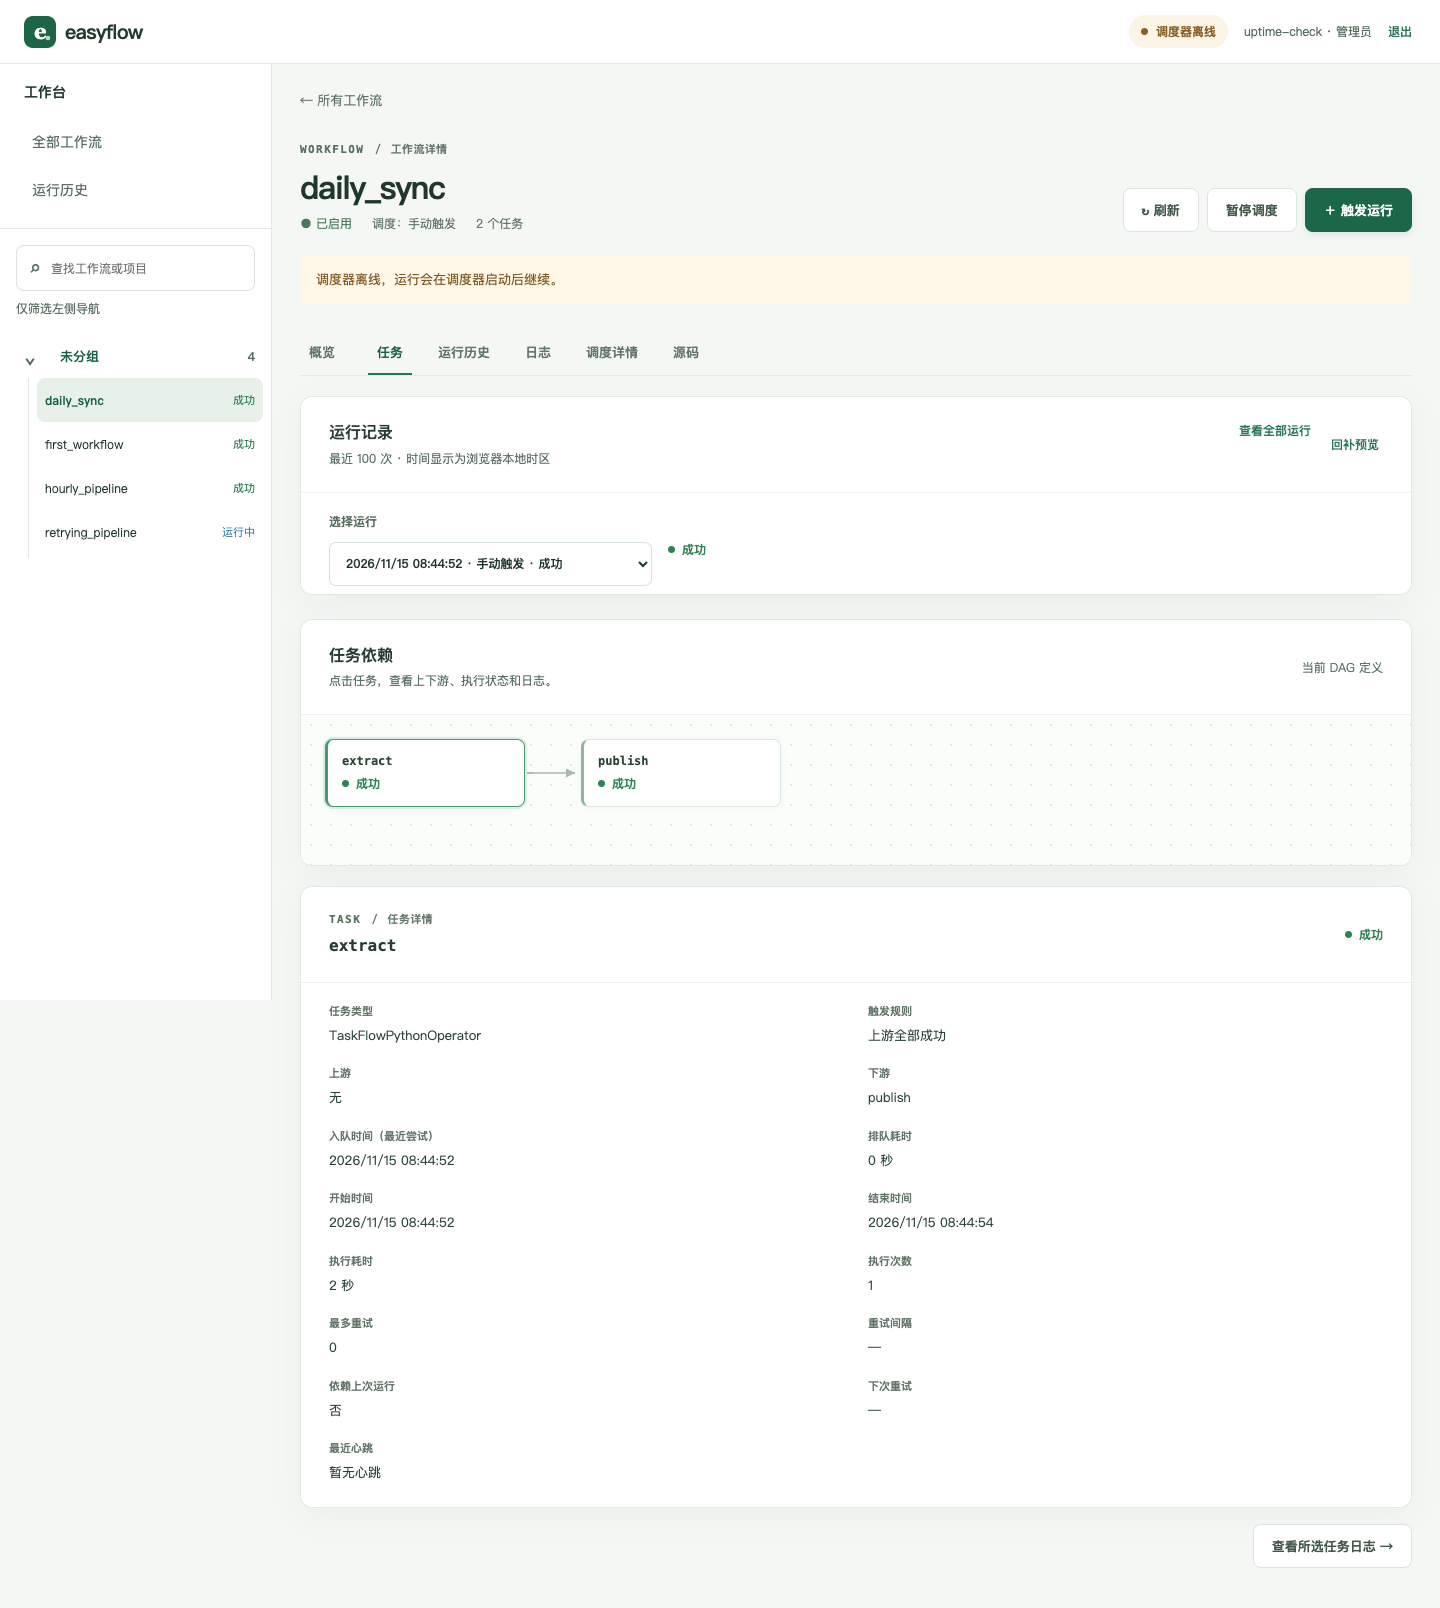 e. easyflow
调度器离线
uptime-check · 管理员
退出
工作台
全部工作流
运行历史
查找工作流或项目
仅筛选左侧导航
未分组 4
daily_sync 成功
first_workflow 成功
hourly_pipeline 成功
retrying_pipeline 运行中
← 所有工作流
WORKFLOW / 工作流详情
daily_sync
已启用 调度：手动触发 2 个任务
↻ 刷新
暂停调度
+ 触发运行
调度器离线，运行会在调度器启动后继续。
概览 任务 运行历史 日志 调度详情 源码
运行记录
最近 100 次 · 时间显示为浏览器本地时区
查看全部运行
回补预览
选择运行
2026/11/15 08:44:52 · 手动触发 · 成功
成功
任务依赖
点击任务，查看上下游、执行状态和日志。
当前 DAG 定义
extract
成功
publish
成功
TASK / 任务详情
extract
成功
任务类型
TaskFlowPythonOperator
触发规则
上游全部成功
上游
无
下游
publish
入队时间（最近尝试）
2026/11/15 08:44:52
排队耗时
0 秒
开始时间
2026/11/15 08:44:52
结束时间
2026/11/15 08:44:54
执行耗时
2 秒
执行次数
1
最多重试
0
重试间隔
—
依赖上次运行
否
下次重试
—
最近心跳
暂无心跳
查看所选任务日志 →